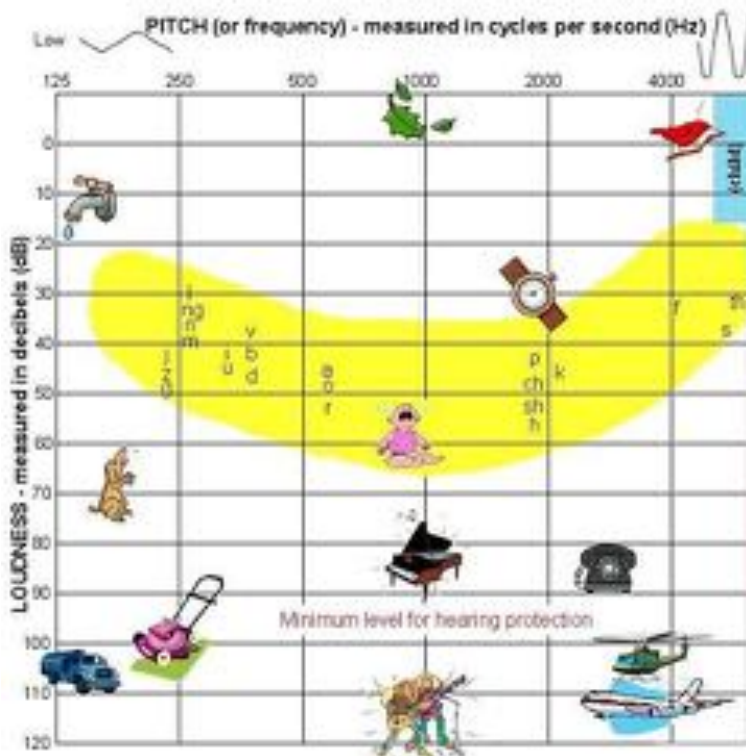 PITCH (or frequency) - measured in cycles per second (Hz)
Low
125 250 500 1000 2000 4000
LOUDNESS - measured in decibels (dB)
0
10
20
30
40
50
60
70
80
90
100
110
120
(child)
ng
n
m
v
b
d
i
u
j
z
a
o
r
p
ch
sh
h
k
f
th
s
Minimum level for hearing protection